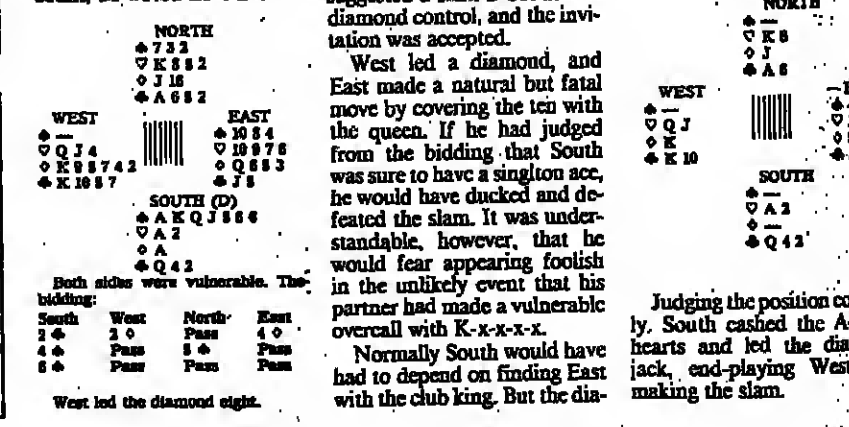 NORTH
♠ 7 3 2
♡ K 8 8 2
◇ J 10
♣ A 6 8 2
WEST
♠ —
♡ Q J 4
◇ K 9 8 7 4 2
♣ K 10 8 7
EAST
♠ 10 8 4
♡ 10 9 7 6
◇ Q 6 8 3
♣ J 8
SOUTH (D)
♠ A K Q J 8 6 6
♡ A 2
◇ A
♣ Q 4 2
Both sides were vulnerable. The
bidding:
South West North East
2 ♣ 2 ◇ Pass 4 ◇
4 ♠ Pass 5 ♣ Pass
6 ♠ Pass Pass Pass
West led the diamond eight.
diamond control, and the invi-
tation was accepted.
West led a diamond, and
East made a natural but fatal
move by covering the ten with
the queen. If he had judged
from the bidding that South
was sure to have a singlton ace,
he would have ducked and de-
feated the slam. It was under-
standable, however, that he
would fear appearing foolish
in the unlikely event that his
partner had made a vulnerable
overcall with K-x-x-x-x.
Normally South would have
had to depend on finding East
with the club king. But the dia-
NORTH
♠ —
♡ K 8
◇ J
♣ A 6
WEST
♠ —
♡ Q J
◇ K
♣ K 10
SOUTH
♠ —
♡ A 2
◇ —
♣ Q 4 2
Judging the position co
ly. South cashed the A-
hearts and led the dia
jack, end-playing West
making the slam.